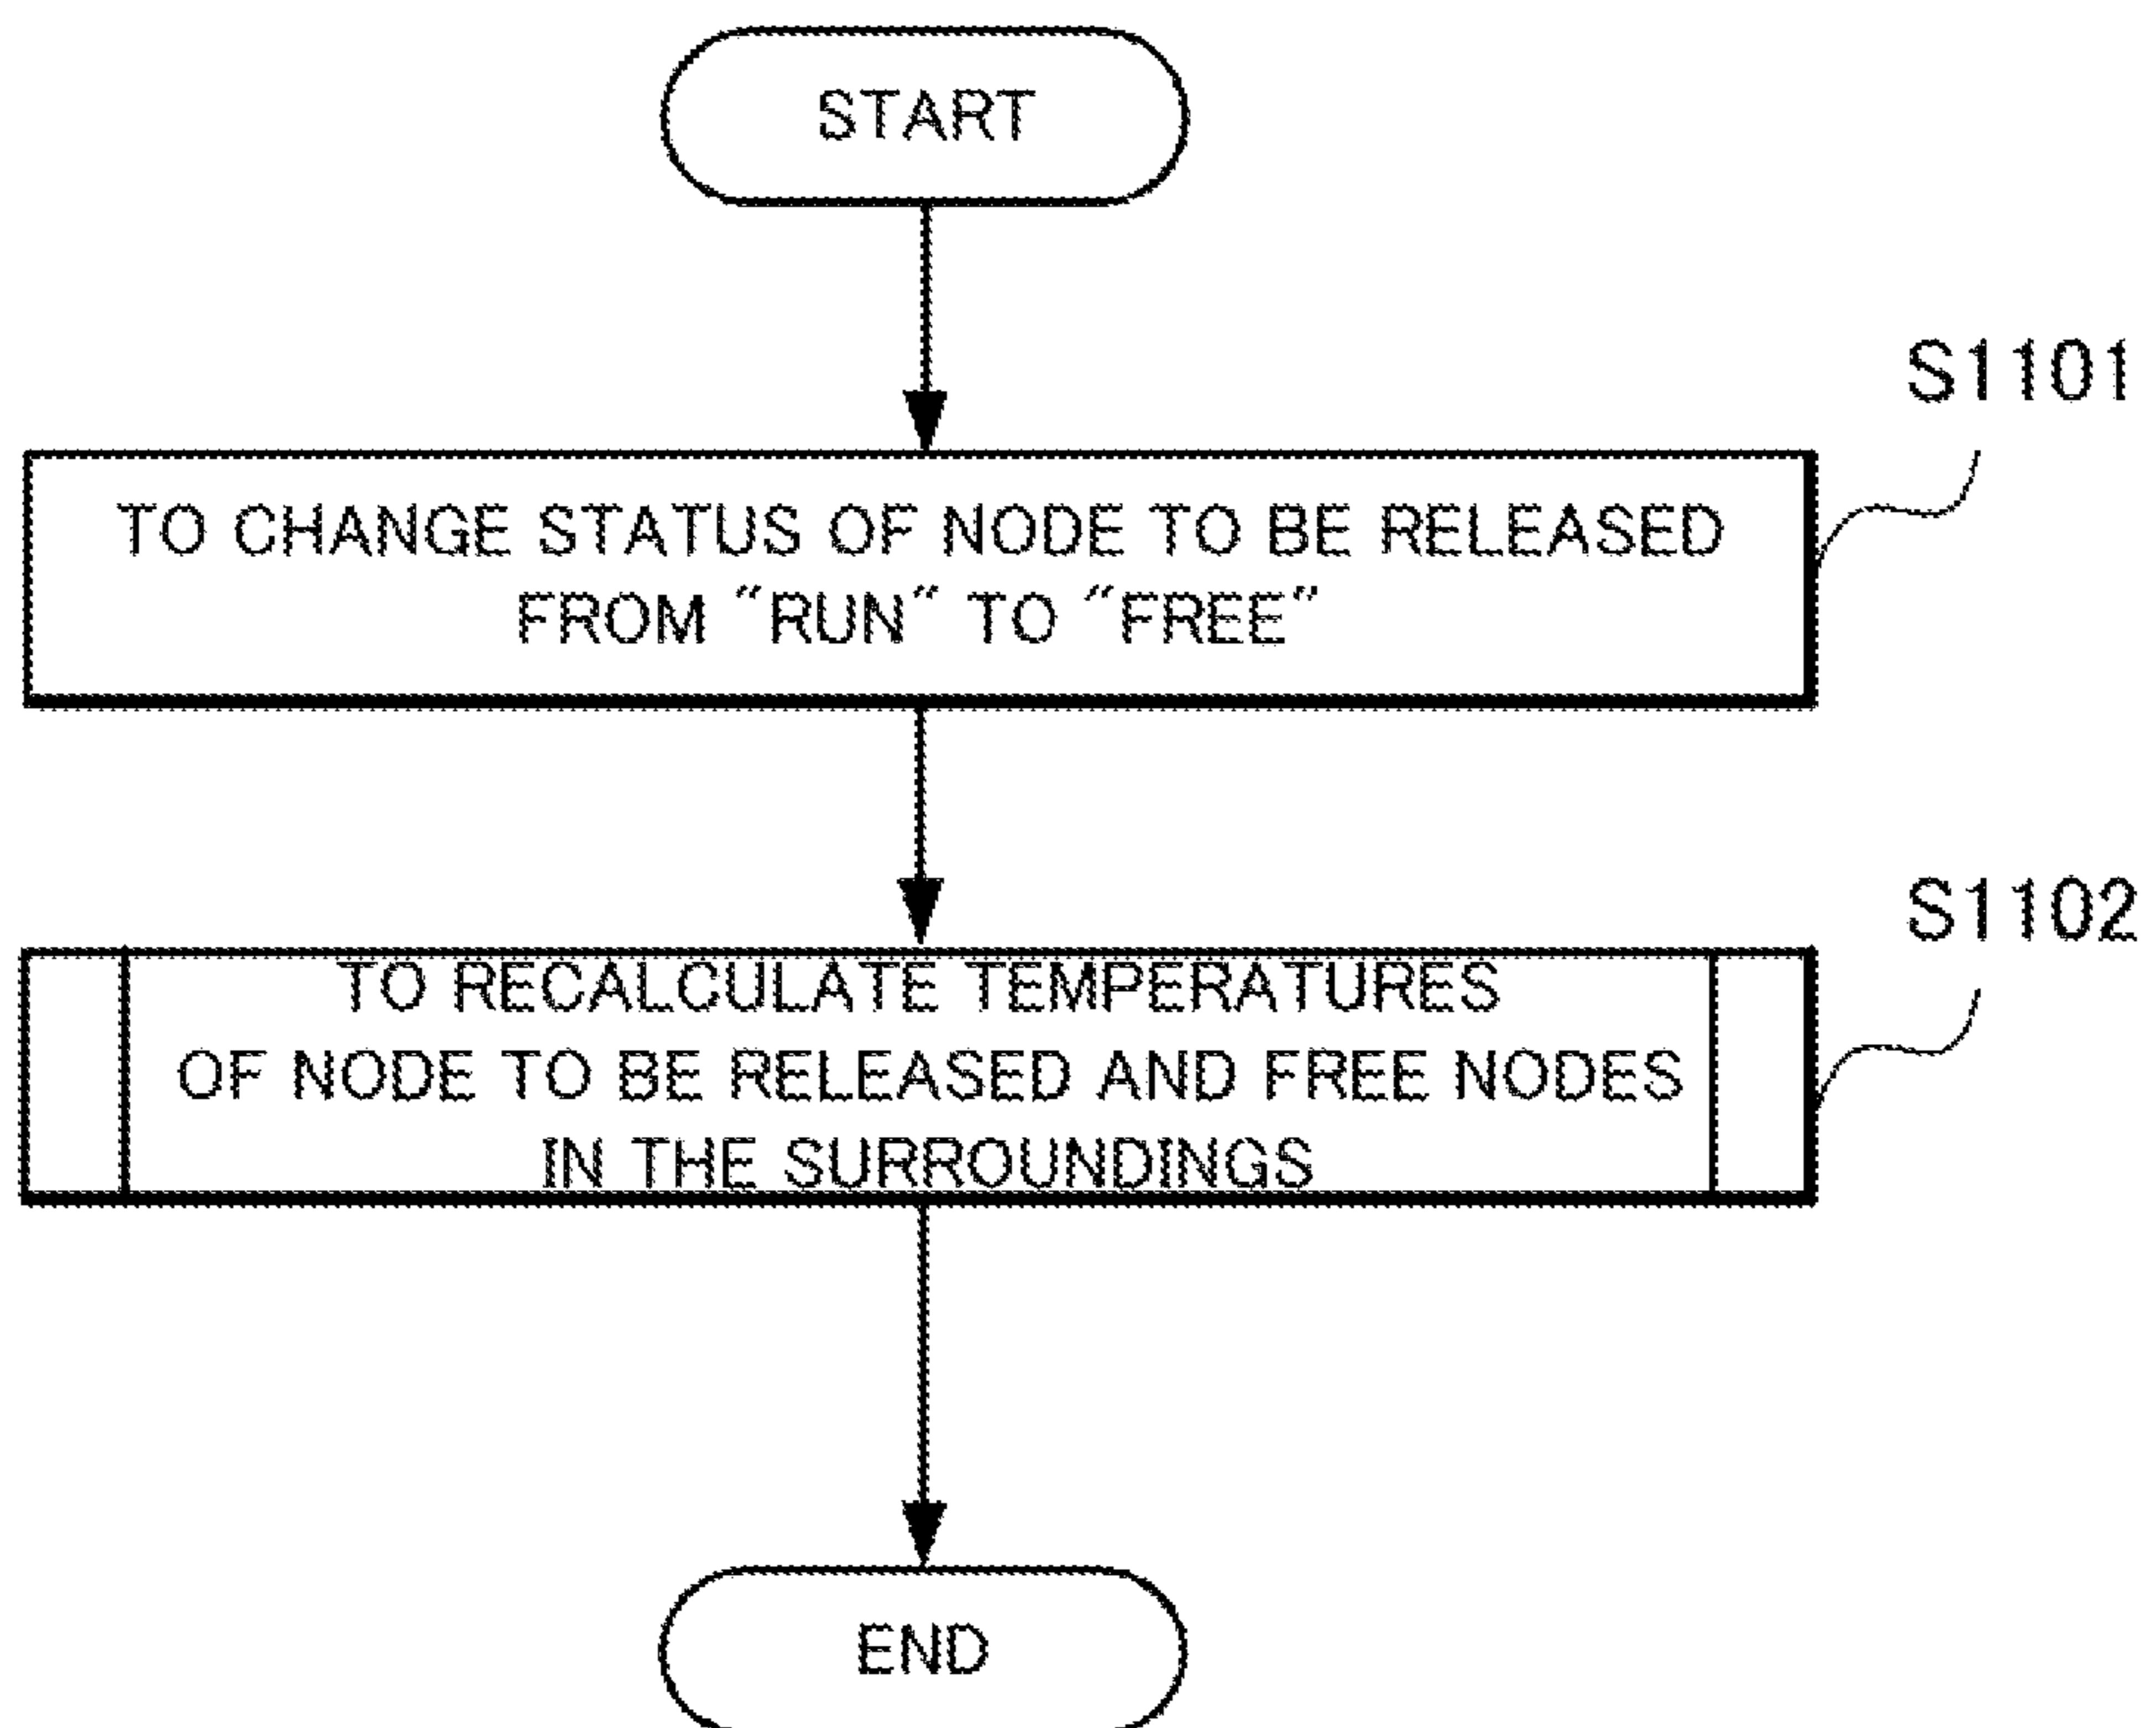 START
S1101
TO CHANGE STATUS OF NODE TO BE RELEASED
FROM "RUN" TO "FREE"
S1102
TO RECALCULATE TEMPERATURES
OF NODE TO BE RELEASED AND FREE NODES
IN THE SURROUNDINGS
END